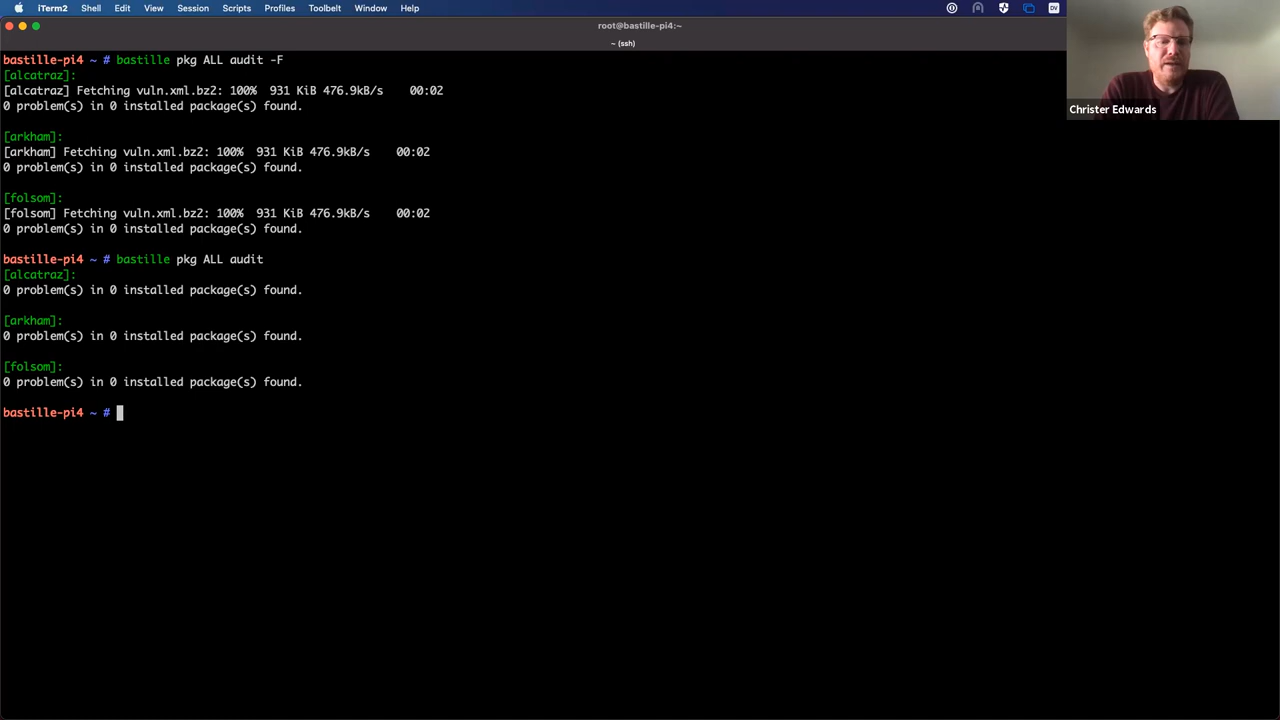 iTerm2 Shell Edit View Session Scripts Profiles Toolbelt Window Help
DV
root@bastille-pi4:~
~ (ssh)
Christer Edwards
bastille-pi4 ~ # bastille pkg ALL audit -F
[alcatraz]:
[alcatraz] Fetching vuln.xml.bz2: 100%  931 KiB 476.9kB/s    00:02
0 problem(s) in 0 installed package(s) found.
[arkham]:
[arkham] Fetching vuln.xml.bz2: 100%  931 KiB 476.9kB/s    00:02
0 problem(s) in 0 installed package(s) found.
[folsom]:
[folsom] Fetching vuln.xml.bz2: 100%  931 KiB 476.9kB/s    00:02
0 problem(s) in 0 installed package(s) found.
bastille-pi4 ~ # bastille pkg ALL audit
[alcatraz]:
0 problem(s) in 0 installed package(s) found.
[arkham]:
0 problem(s) in 0 installed package(s) found.
[folsom]:
0 problem(s) in 0 installed package(s) found.
bastille-pi4 ~ #